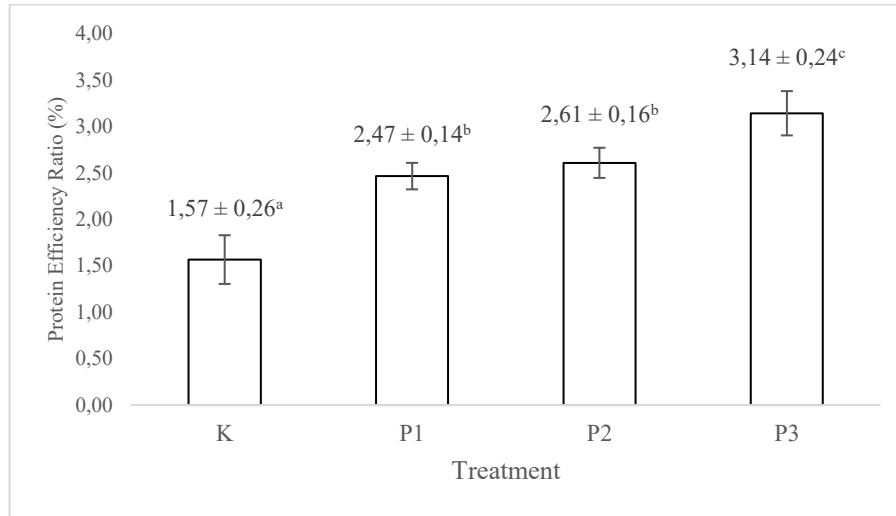 4,00
3,50
3,00
2,50
2,00
1,50
1,00
0,50
0,00
Protein Efficiency Ratio (%)
1,57 ± 0,26ᵃ
2,47 ± 0,14ᵇ
2,61 ± 0,16ᵇ
3,14 ± 0,24ᶜ
K P1 P2 P3
Treatment